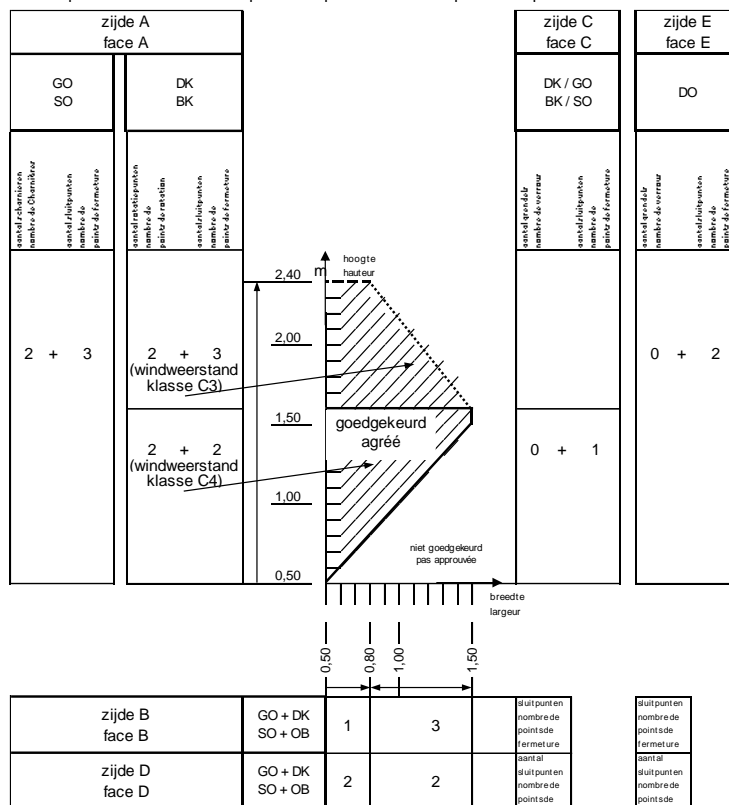 zijde A
face A
zijde C
face C
zijde E
face E
GO
SO
DK
BK
DK / GO
BK / SO
DO
aantal scharnieren
nombre de Charnières
aantal sluitpunten
nombre de
points de fermeture
aantal rotatiepunten
nombre de
points de rotation
aantal sluitpunten
nombre de
points de fermeture
aantal grendels
nombre de verroux
aantal sluitpunten
nombre de
points de fermeture
aantal grendels
nombre de verroux
aantal sluitpunten
nombre de
points de fermeture
m
hoogte
hauteur
2,40
2,00
1,50
1,00
0,50
2 + 3
2 + 3
(windweerstand
klasse C3)
2 + 2
(windweerstand
klasse C4)
goedgekeurd
agréé
0 + 1
0 + 2
niet goedgekeurd
pas approuvée
breedte
largeur
0,50
0,80
1,00
1,50
zijde B
face B
GO + DK
SO + OB
1
3
sluitpunten
nombre de
points de
fermeture
sluitpunten
nombre de
points de
fermeture
zijde D
face D
GO + DK
SO + OB
2
2
aantal
sluitpunten
nombre de
points de
aantal
sluitpunten
nombre de
points de